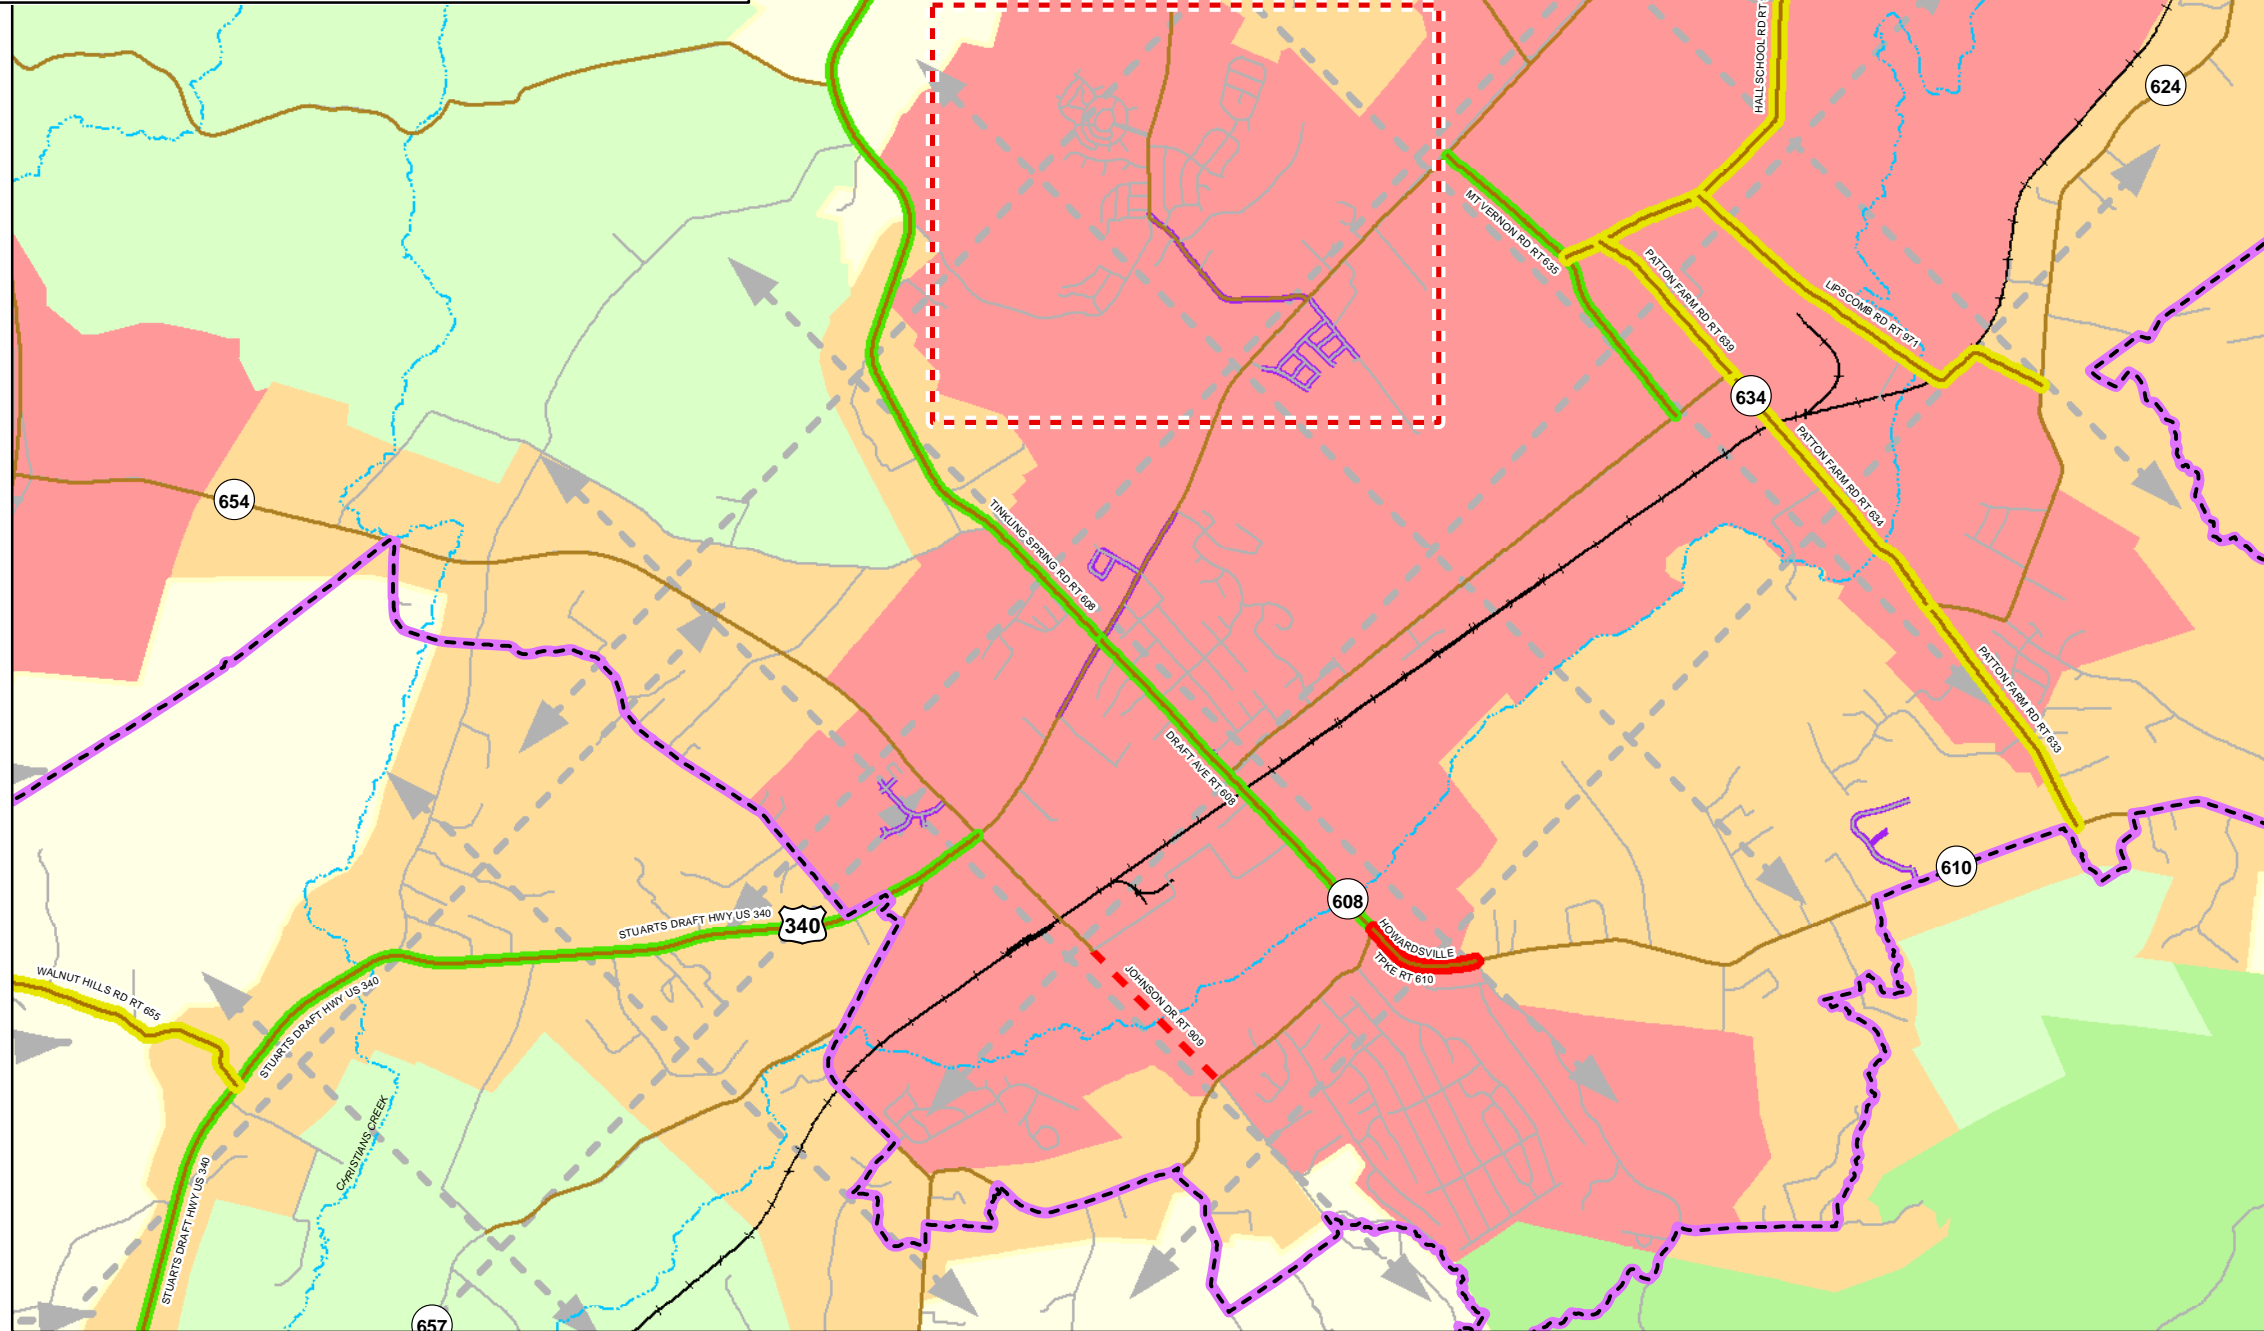 HALL SCHOOL RD RT
624
MT VERNON RD RT 635
PATTON FARM RD RT 639
LIPSCOMB RD RT 971
634
PATTON FARM RD RT 634
654
TINKLING SPRING RD RT 608
PATTON FARM RD RT 633
DRAFT AVE RT 608
610
608
STUARTS DRAFT HWY US 340
340
HOWARDSVILLE
TPKE RT 610
WALNUT HILLS RD RT 655
STUARTS DRAFT HWY US 340
JOHNSON DR RT 909
CHRISTIANS CREEK
STUARTS DRAFT HWY US 340
657